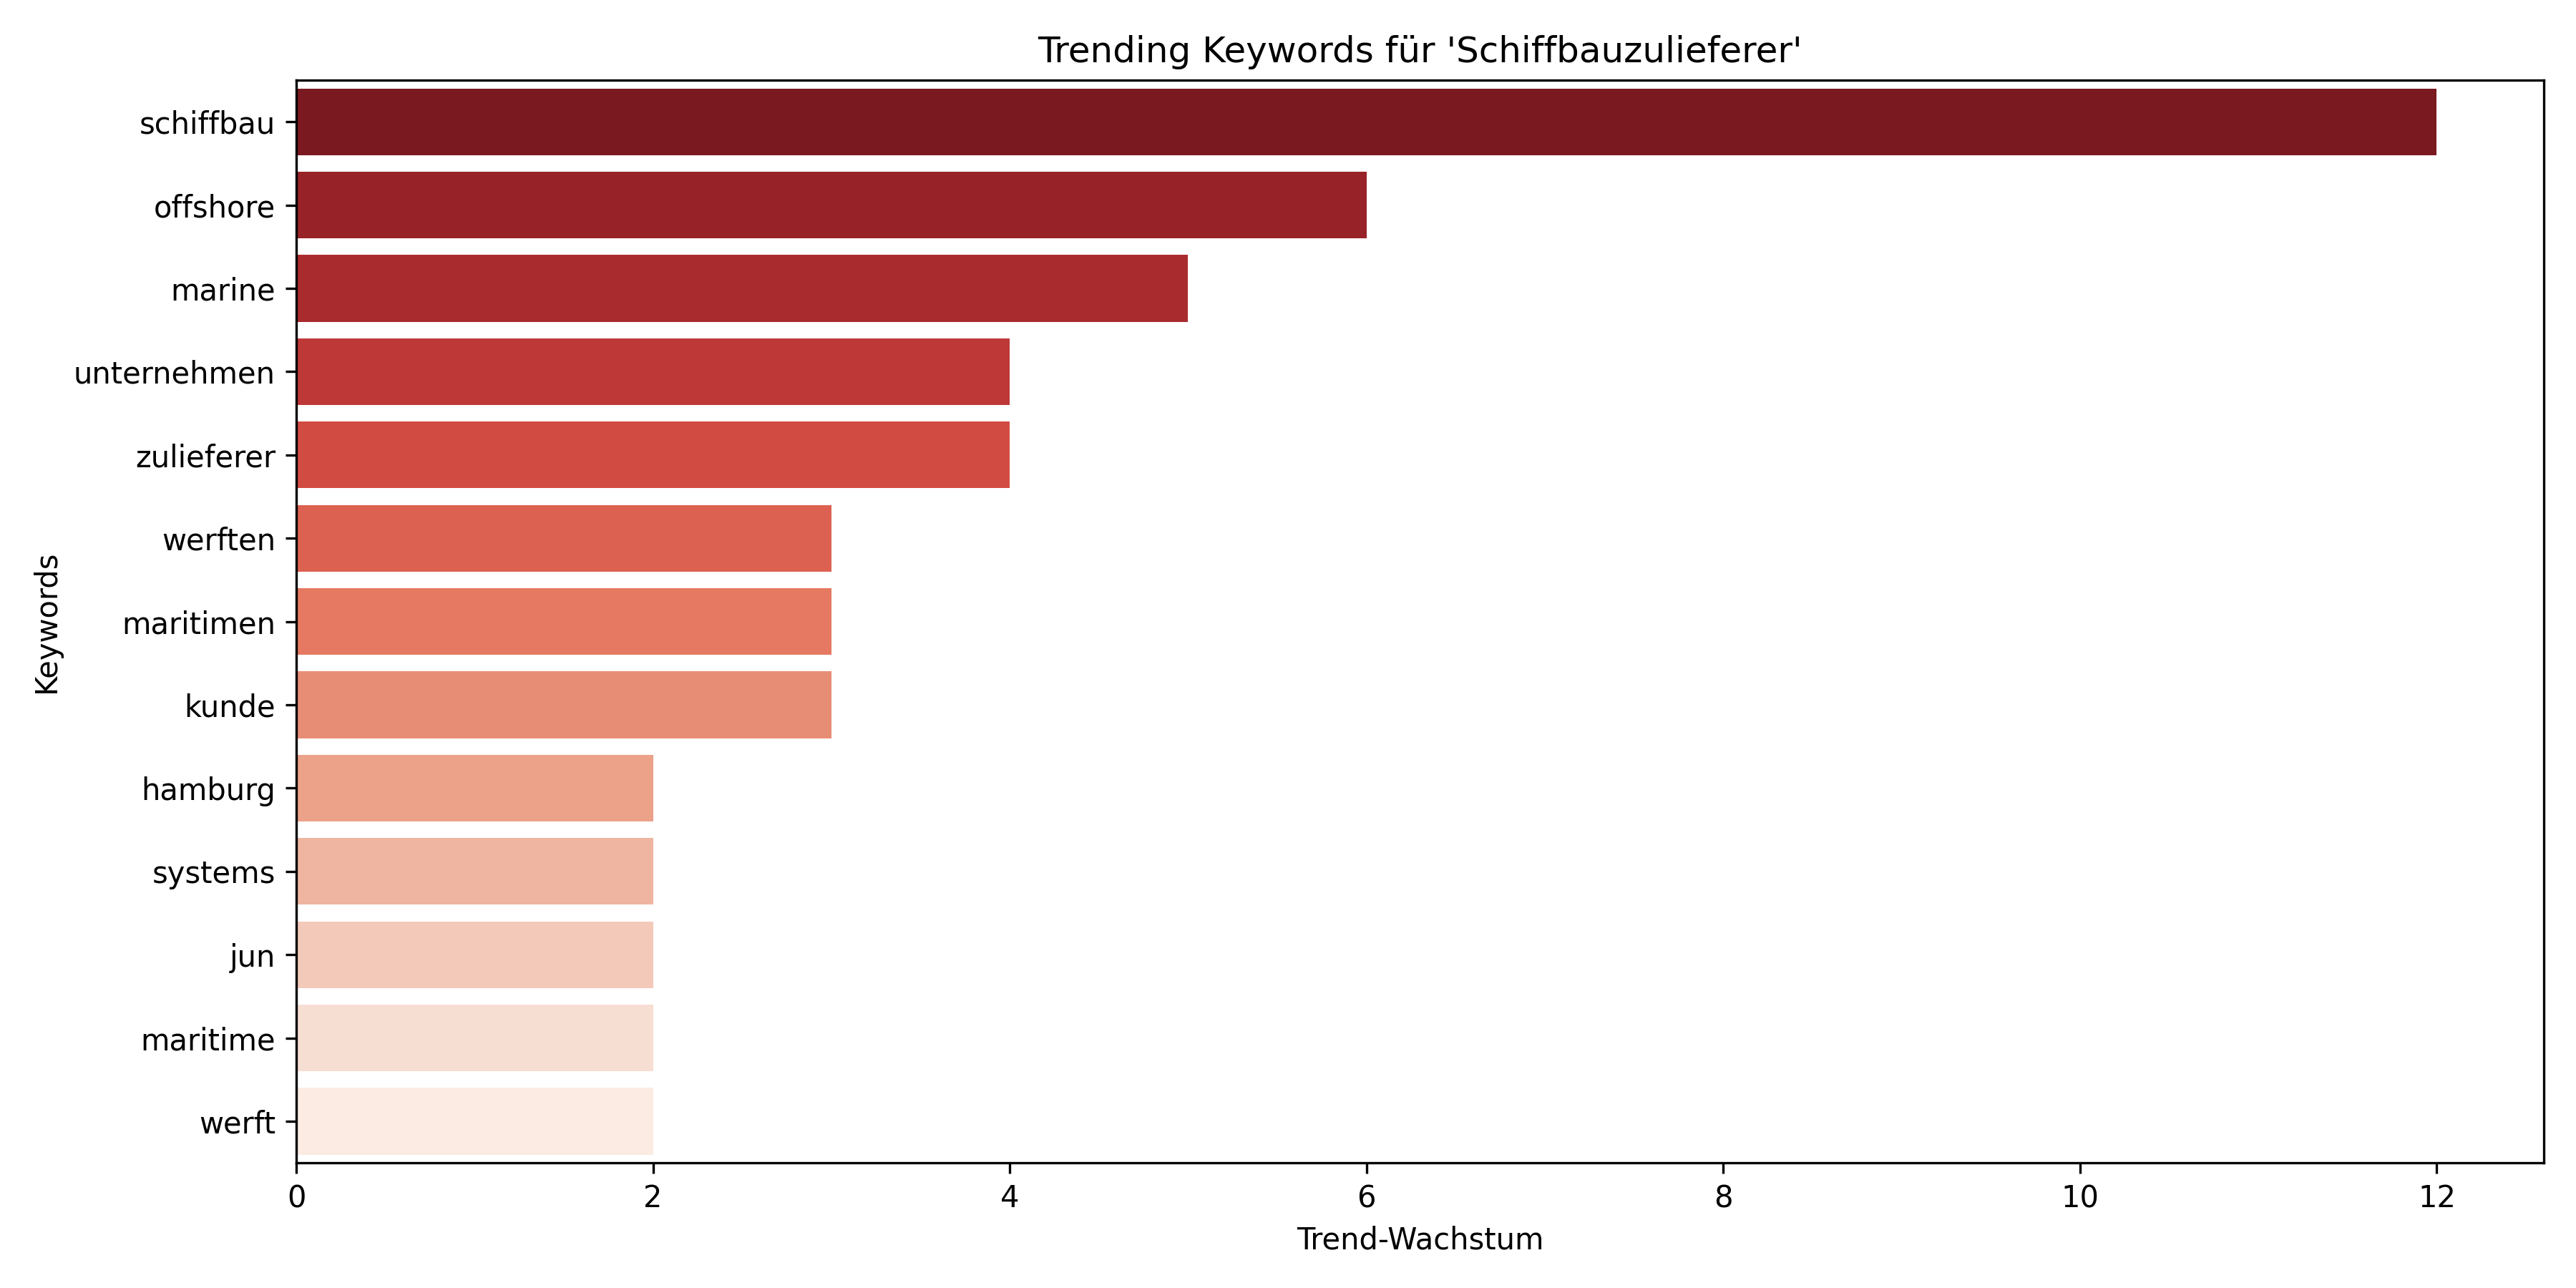 Trending Keywords für 'Schiffbauzulieferer'
schiffbau
offshore
marine
unternehmen
zulieferer
werften
maritimen
kunde
hamburg
systems
jun
maritime
werft
Keywords
0 2 4 6 8 10 12
Trend-Wachstum